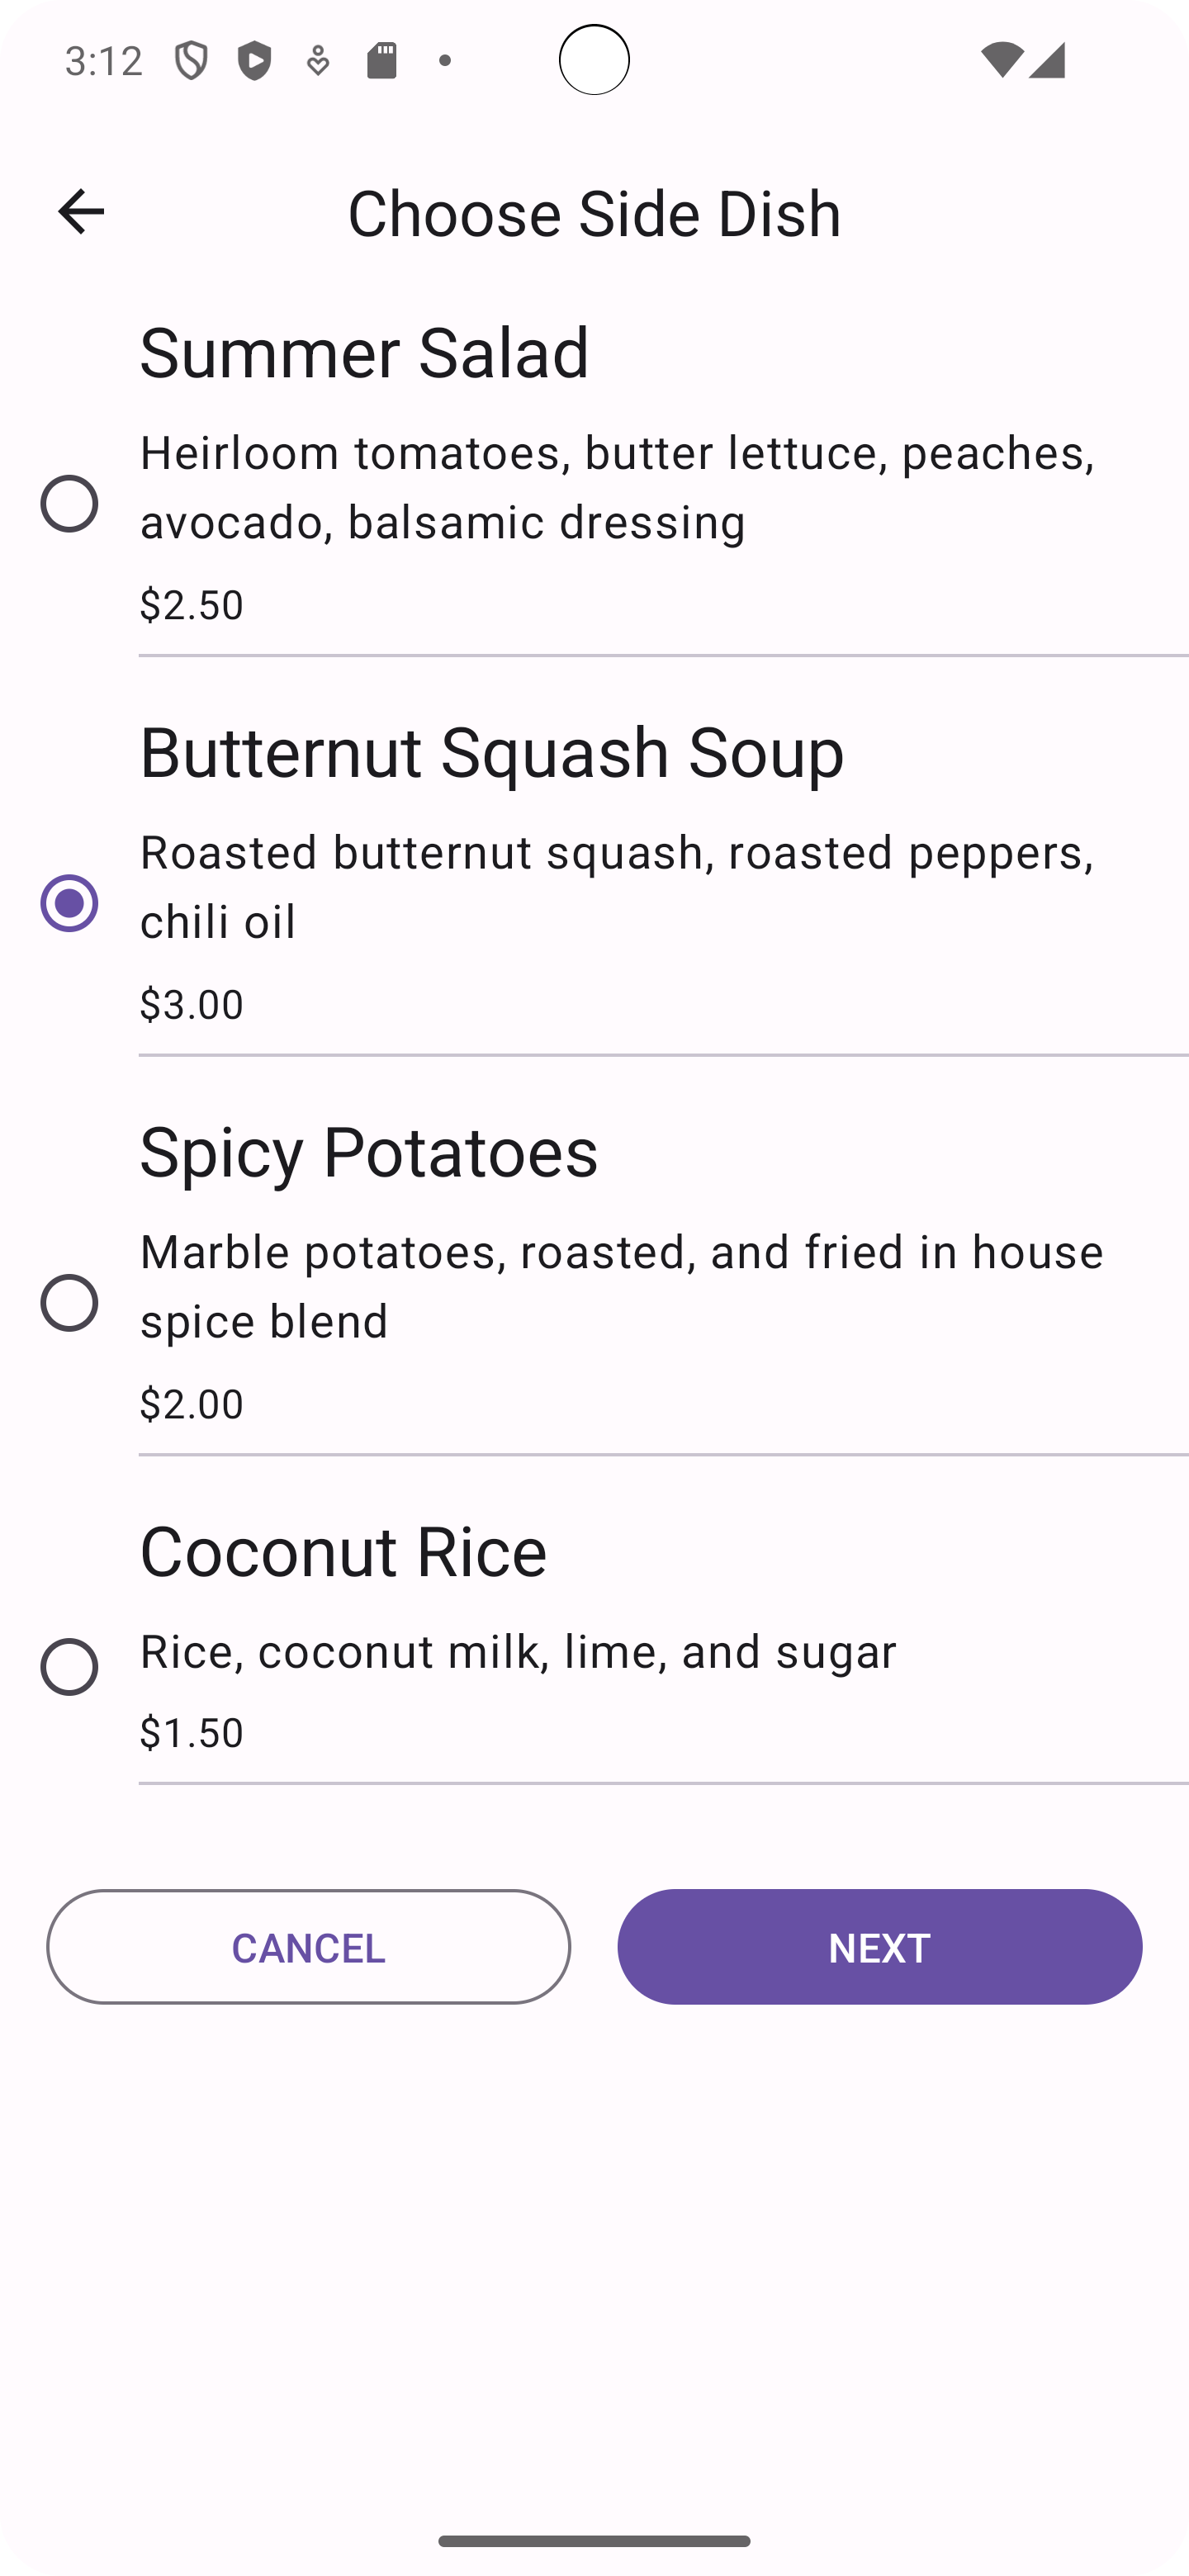 3:12
Choose Side Dish
Summer Salad
Heirloom tomatoes, butter lettuce, peaches,
avocado, balsamic dressing
$2.50
Butternut Squash Soup
Roasted butternut squash, roasted peppers,
chili oil
$3.00
Spicy Potatoes
Marble potatoes, roasted, and fried in house
spice blend
$2.00
Coconut Rice
Rice, coconut milk, lime, and sugar
$1.50
CANCEL
NEXT